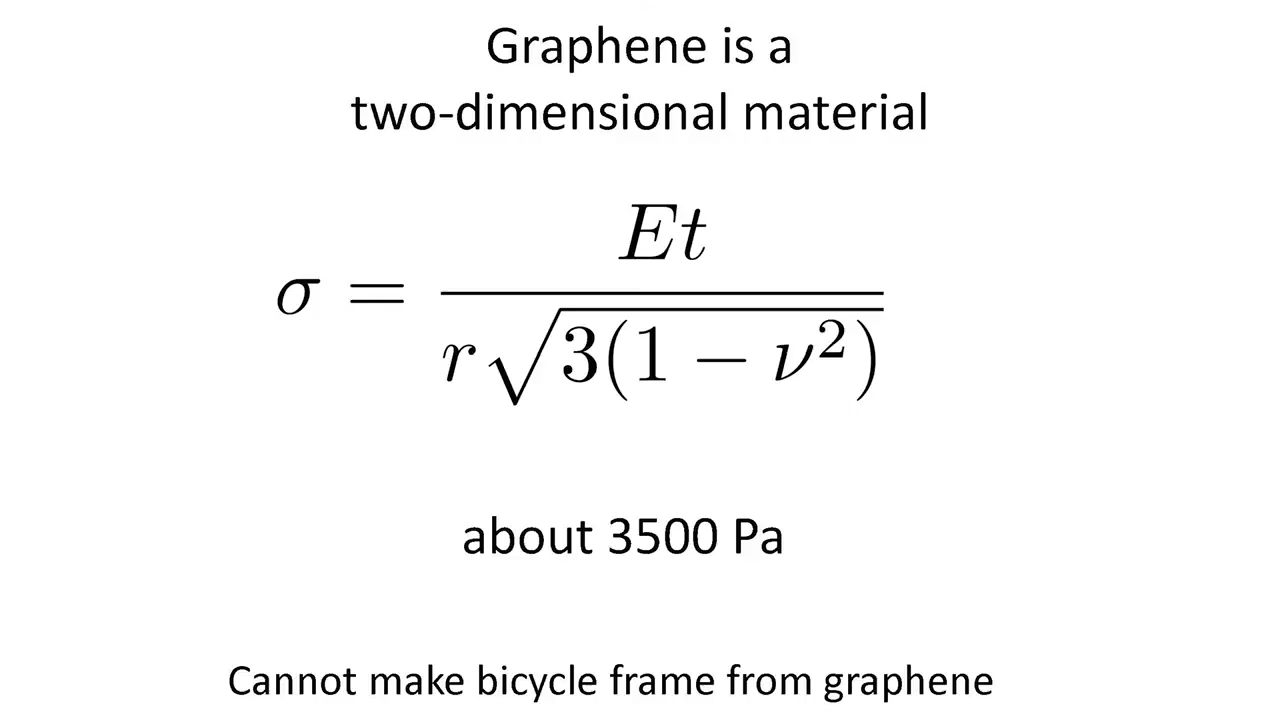 Graphene is a
two-dimensional material
σ = Et / (r√(3(1 − ν²)))
about 3500 Pa
Cannot make bicycle frame from graphene